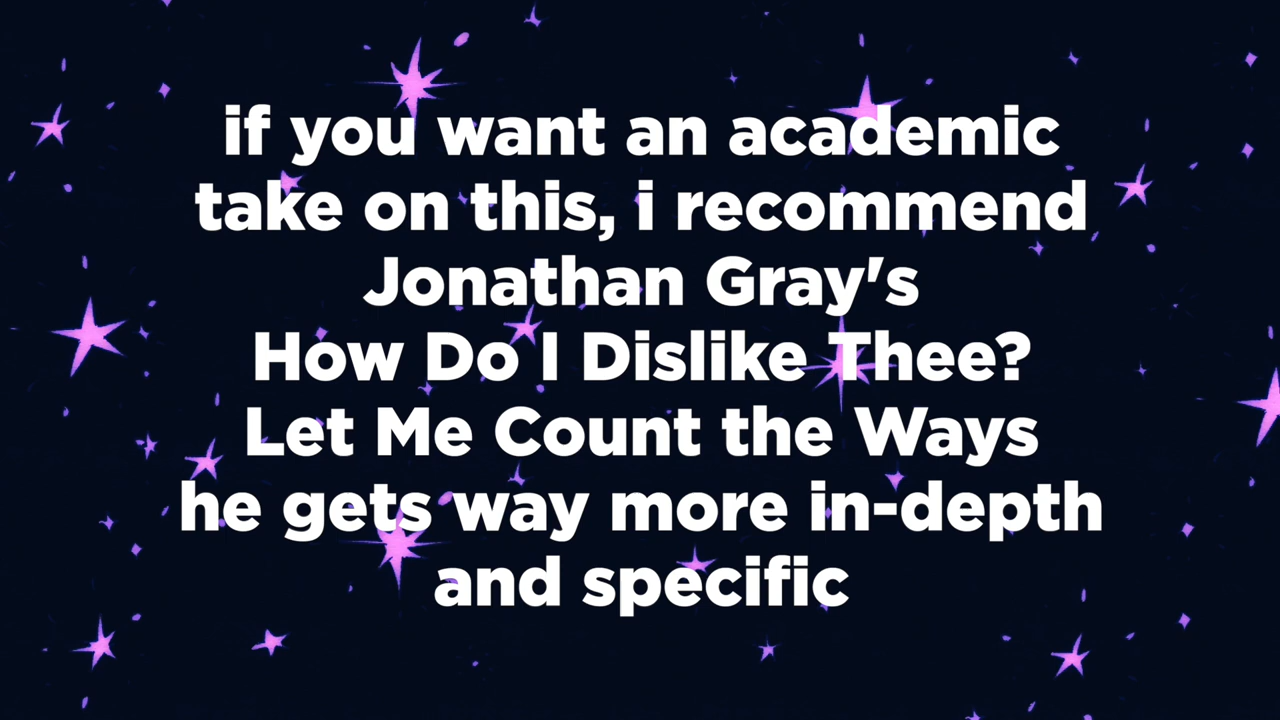 if you want an academic
take on this, i recommend
Jonathan Gray's
How Do I Dislike Thee?
Let Me Count the Ways
he gets way more in-depth
and specific